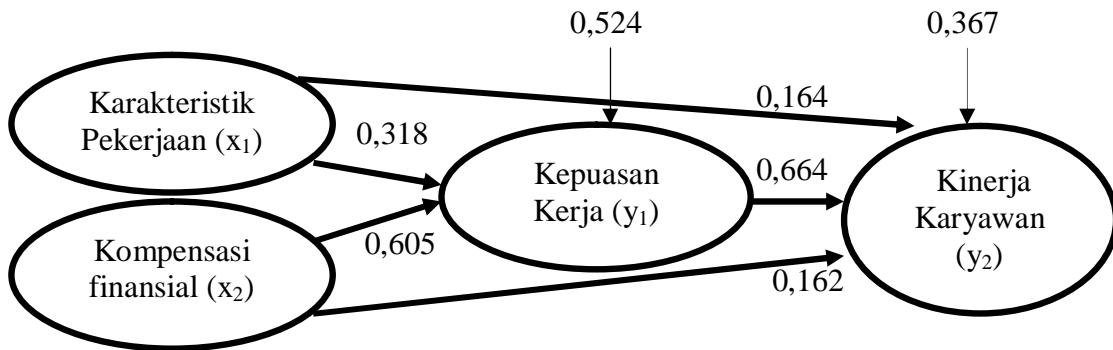 0,524
0,367
Karakteristik
Pekerjaan (x₁)
0,164
0,318
Kepuasan
Kerja (y₁)
0,664
Kinerja
Karyawan
(y₂)
Kompensasi
finansial (x₂)
0,605
0,162